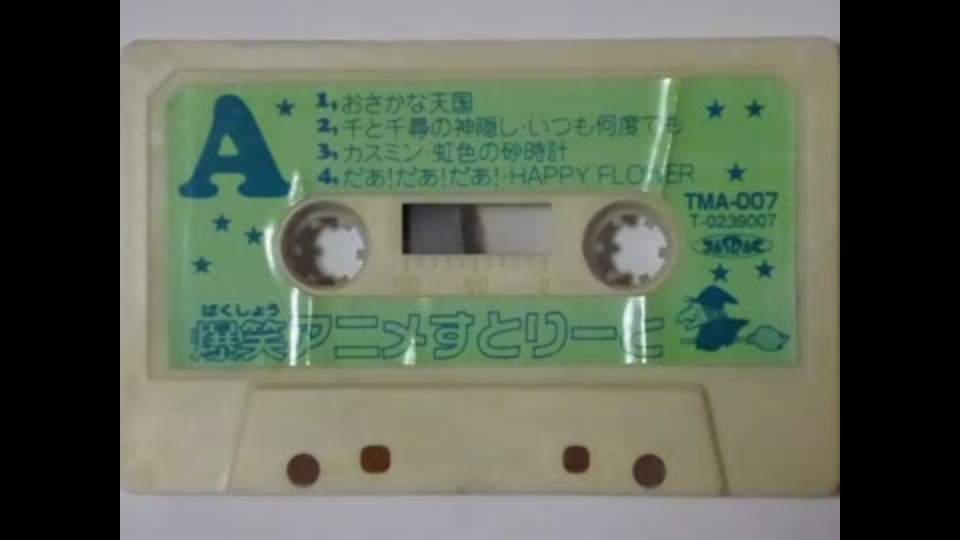 A
1, おさかな天国
2, 千と千尋の神隠し・いつも何度でも
3, カスミン・虹色の砂時計
4, だあ!だあ!だあ!・HAPPY FLOWER
TMA-007
T-0239007
JASRAC
ばくしょう
爆笑アニメすとりーと